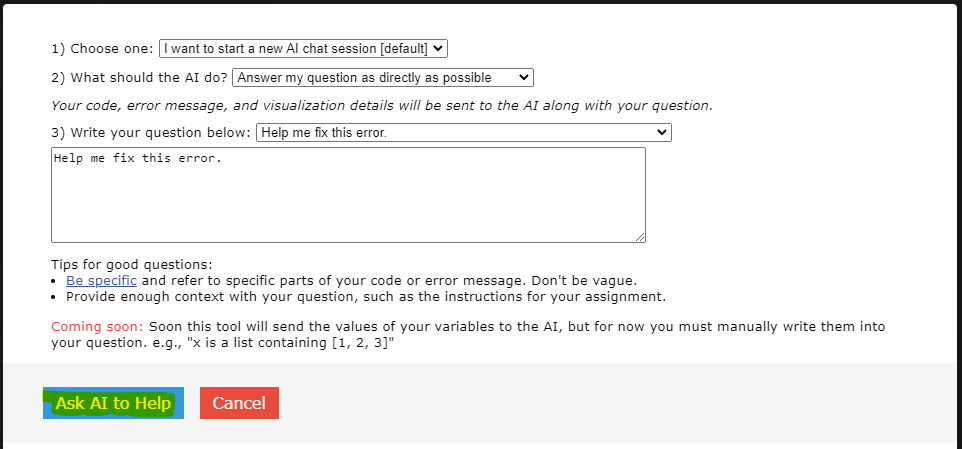 1) Choose one: I want to start a new AI chat session [default]
2) What should the AI do? Answer my question as directly as possible
Your code, error message, and visualization details will be sent to the AI along with your question.
3) Write your question below: Help me fix this error.
Help me fix this error.
Tips for good questions:
• Be specific and refer to specific parts of your code or error message. Don't be vague.
• Provide enough context with your question, such as the instructions for your assignment.
Coming soon: Soon this tool will send the values of your variables to the AI, but for now you must manually write them into
your question. e.g., "x is a list containing [1, 2, 3]"
Ask AI to Help Cancel